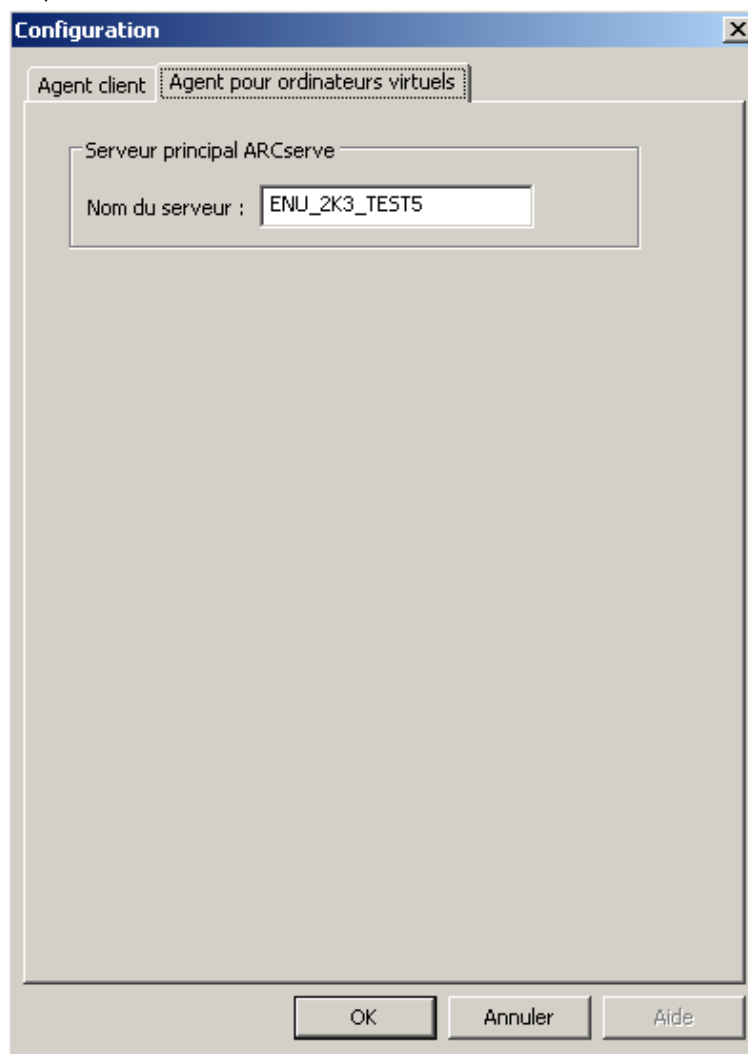 Configuration
Agent client Agent pour ordinateurs virtuels
Serveur principal ARCserve
Nom du serveur : ENU_2K3_TEST5
OK Annuler Aide